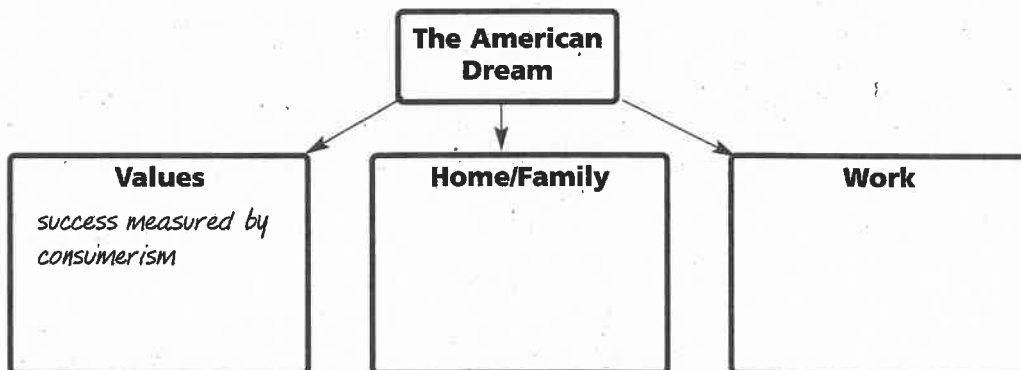 The American
Dream
Values
success measured by
consumerism
Home/Family
Work